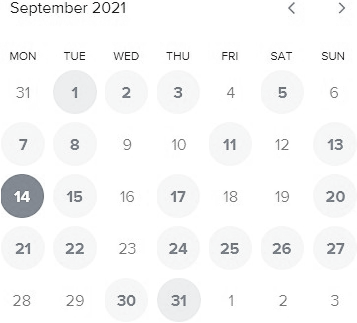 September 2021
MON TUE WED THU FRI SAT SUN
31 1 2 3 4 5 6
7 8 9 10 11 12 13
14 15 16 17 18 19 20
21 22 23 24 25 26 27
28 29 30 31 1 2 3